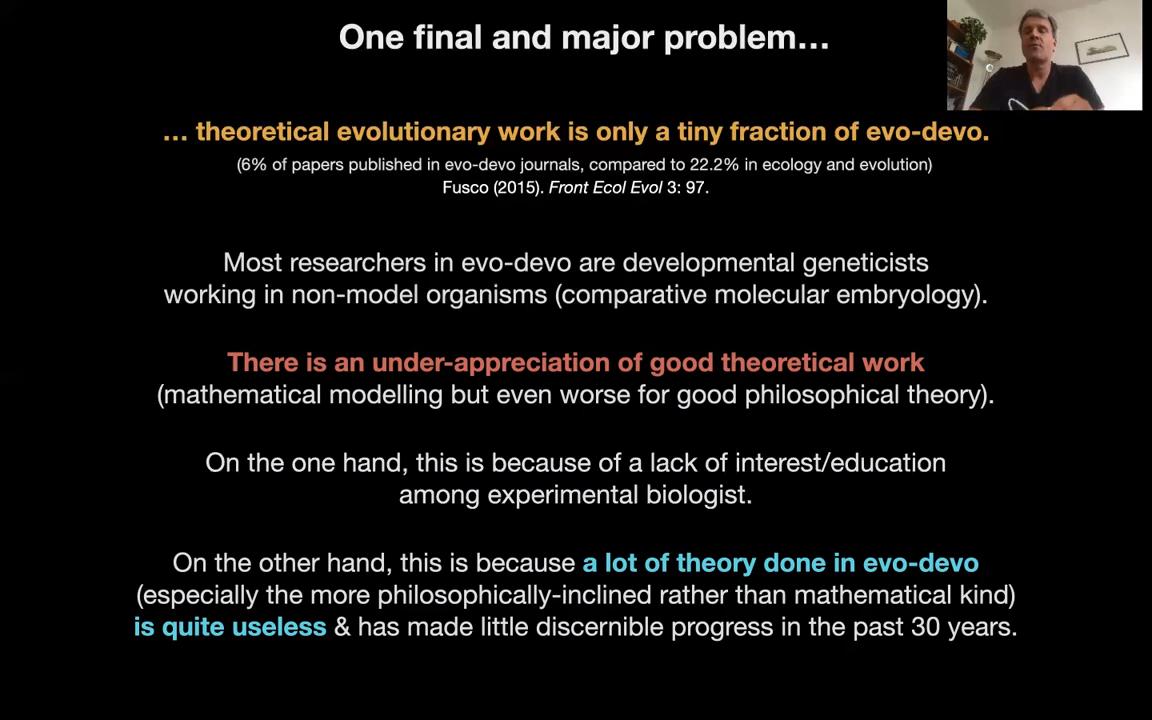 One final and major problem…
… theoretical evolutionary work is only a tiny fraction of evo-devo.
(6% of papers published in evo-devo journals, compared to 22.2% in ecology and evolution)
Fusco (2015). Front Ecol Evol 3: 97.
Most researchers in evo-devo are developmental geneticists
working in non-model organisms (comparative molecular embryology).
There is an under-appreciation of good theoretical work
(mathematical modelling but even worse for good philosophical theory).
On the one hand, this is because of a lack of interest/education
among experimental biologist.
On the other hand, this is because a lot of theory done in evo-devo
(especially the more philosophically-inclined rather than mathematical kind)
is quite useless & has made little discernible progress in the past 30 years.